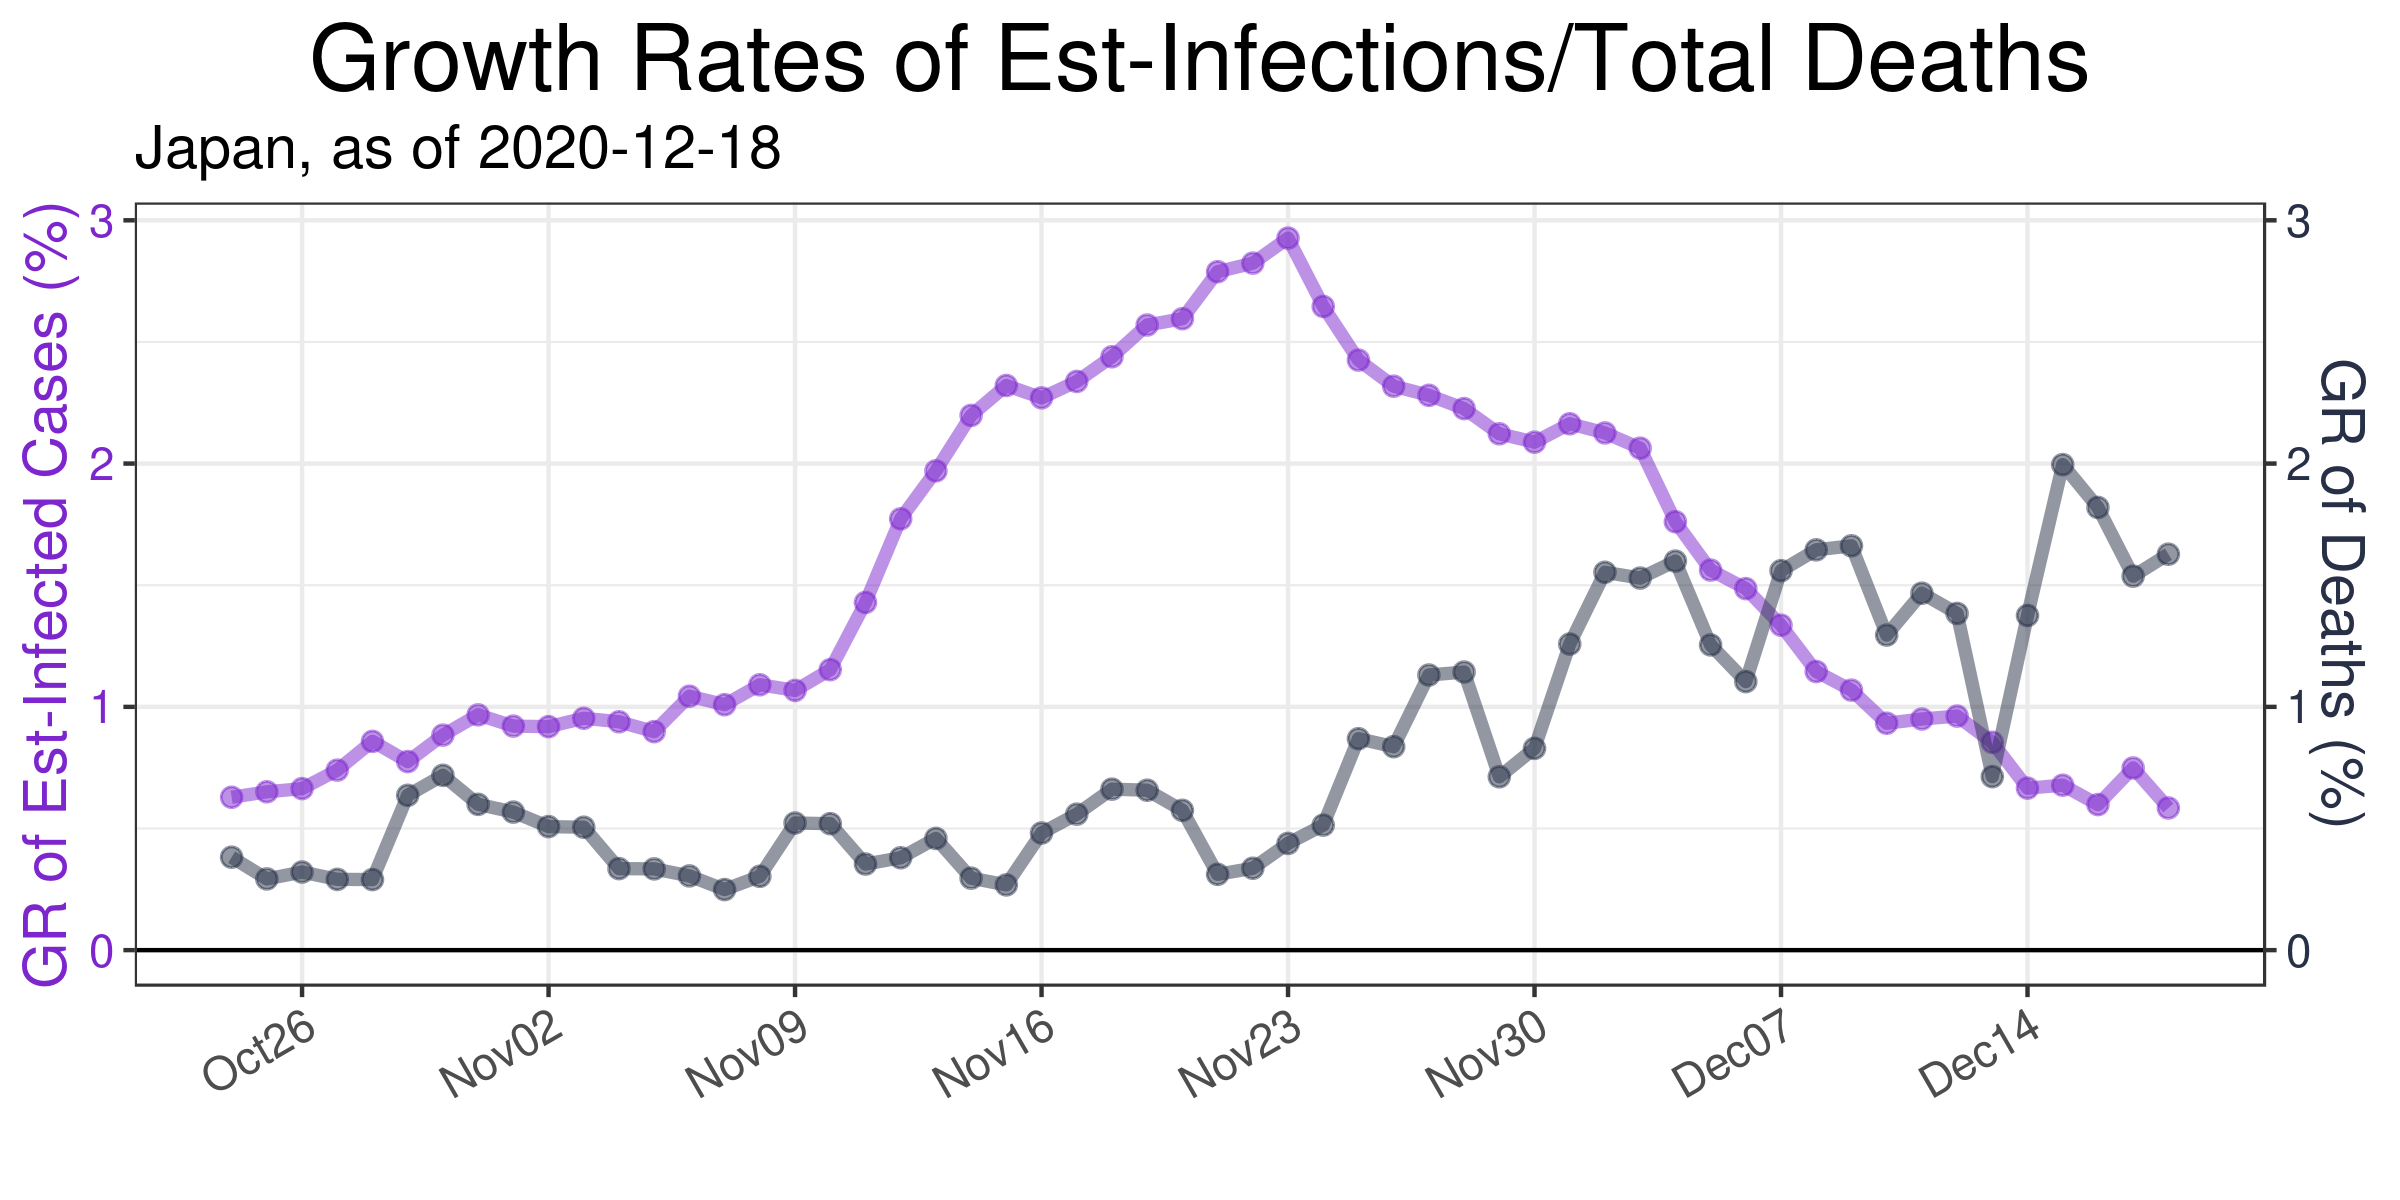 Growth Rates of Est-Infections/Total Deaths
Japan, as of 2020-12-18
GR of Est-Infected Cases (%)
3
2
1
0
3
2
1
0
GR of Deaths (%)
Oct26
Nov02
Nov09
Nov16
Nov23
Nov30
Dec07
Dec14